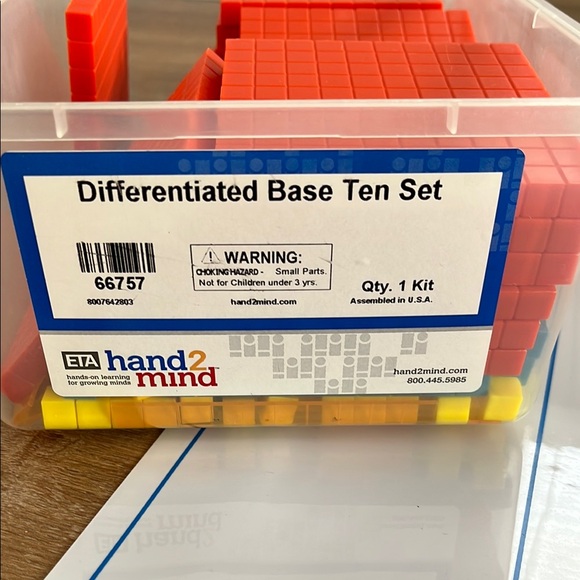 Differentiated Base Ten Set
66757
8007642803
WARNING:
CHOKING HAZARD - Small Parts.
Not for Children under 3 yrs.
hand2mind.com
Qty. 1 Kit
Assembled in U.S.A.
ETA hand2mind™
hands-on learning
for growing minds
hand2mind.com
800.445.5985
hand2
mind